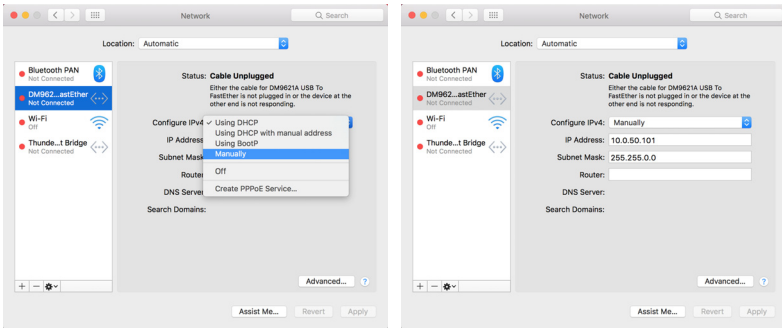 Network
Search
Location: Automatic
Bluetooth PAN
Not Connected
DM962...astEther
Not Connected
Wi-Fi
Off
Thunde...t Bridge
Not Connected
Status: Cable Unplugged
Either the cable for DM9621A USB To
FastEther is not plugged in or the device at the
other end is not responding.
Configure IPv4
✓ Using DHCP
Using DHCP with manual address
Using BootP
Manually
Off
Create PPPoE Service...
IP Address
Subnet Mask
Router
DNS Server
Search Domains:
Advanced... ?
+ −
Assist Me... Revert Apply
Network
Search
Location: Automatic
Bluetooth PAN
Not Connected
DM962...astEther
Not Connected
Wi-Fi
Off
Thunde...t Bridge
Not Connected
Status: Cable Unplugged
Either the cable for DM9621A USB To
FastEther is not plugged in or the device at the
other end is not responding.
Configure IPv4: Manually
IP Address: 10.0.50.101
Subnet Mask: 255.255.0.0
Router:
DNS Server:
Search Domains:
Advanced... ?
+ −
Assist Me... Revert Apply